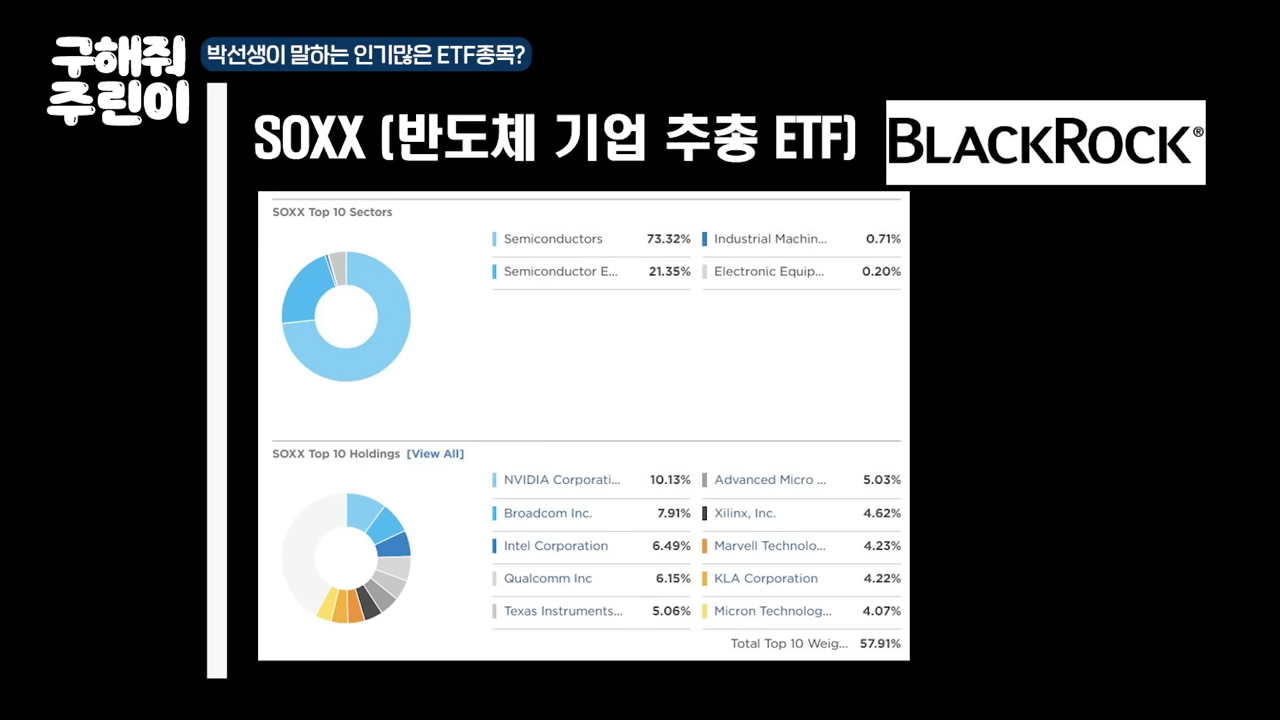 구해줘
주린이
박선생이 말하는 인기많은 ETF종목?
SOXX (반도체 기업 추총 ETF)
BLACKROCK®
SOXX Top 10 Sectors
Semiconductors 73.32%
Industrial Machin... 0.71%
Semiconductor E... 21.35%
Electronic Equip... 0.20%
SOXX Top 10 Holdings [View All]
NVIDIA Corporati... 10.13%
Advanced Micro ... 5.03%
Broadcom Inc. 7.91%
Xilinx, Inc. 4.62%
Intel Corporation 6.49%
Marvell Technolo... 4.23%
Qualcomm Inc 6.15%
KLA Corporation 4.22%
Texas Instruments... 5.06%
Micron Technolog... 4.07%
Total Top 10 Weig... 57.91%